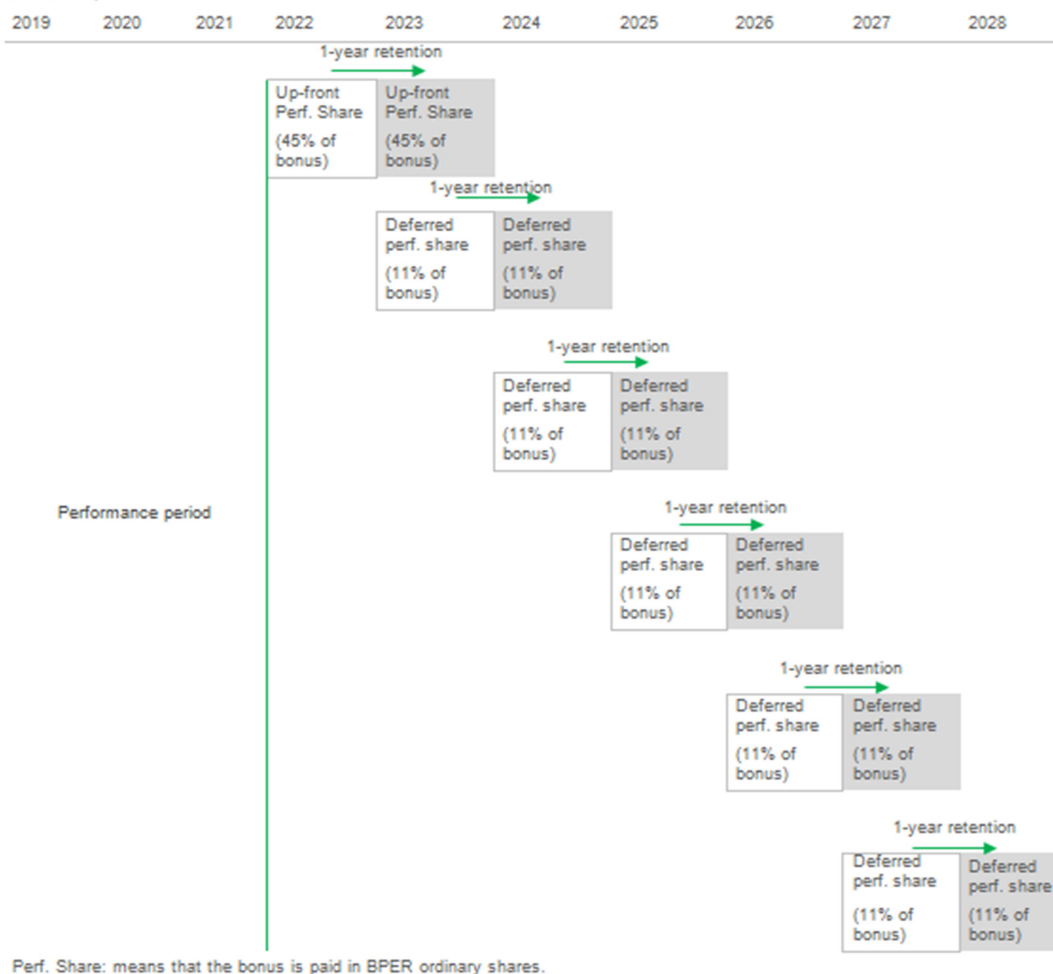 2019 2020 2021 2022 2023 2024 2025 2026 2027 2028
1-year retention
Up-front
Perf. Share
(45% of
bonus)
Up-front
Perf. Share
(45% of
bonus)
1-year retention
Deferred
perf. share
(11% of
bonus)
Deferred
perf. share
(11% of
bonus)
1-year retention
Deferred
perf. share
(11% of
bonus)
Deferred
perf. share
(11% of
bonus)
Performance period
1-year retention
Deferred
perf. share
(11% of
bonus)
Deferred
perf. share
(11% of
bonus)
1-year retention
Deferred
perf. share
(11% of
bonus)
Deferred
perf. share
(11% of
bonus)
1-year retention
Deferred
perf. share
(11% of
bonus)
Deferred
perf. share
(11% of
bonus)
Perf. Share: means that the bonus is paid in BPER ordinary shares.